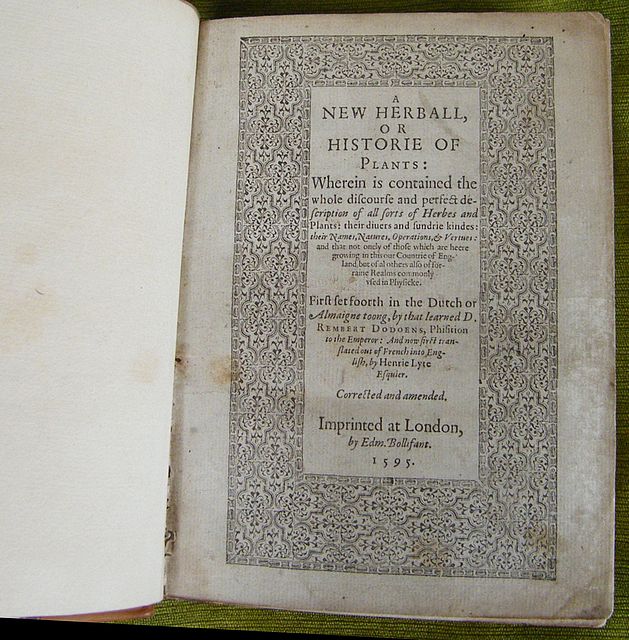 A
NEW HERBALL,
OR
HISTORIE OF
PLANTS:
Wherein is contained the
whole diſcourſe and perfect de-
ſcription of all ſorts of Herbes and
Plants: their diuers and ſundrie kindes:
their Names, Natures, Operations, & Vertues:
and that not onely of thoſe which are heere
growing in this our Countrie of Eng-
land, but of al others alſo of for-
raine Realms commonly
vſed in Phyſicke.
Firſt ſet foorth in the Dutch or
Almaigne toong, by that learned D.
REMBERT DODOENS, Phiſition
to the Emperor: And now firſt tran-
ſlated out of French into Eng-
liſh, by Henrie Lyte
Eſquier.
Corrected and amended.
Imprinted at London,
by Edm. Bollifant.
1595.